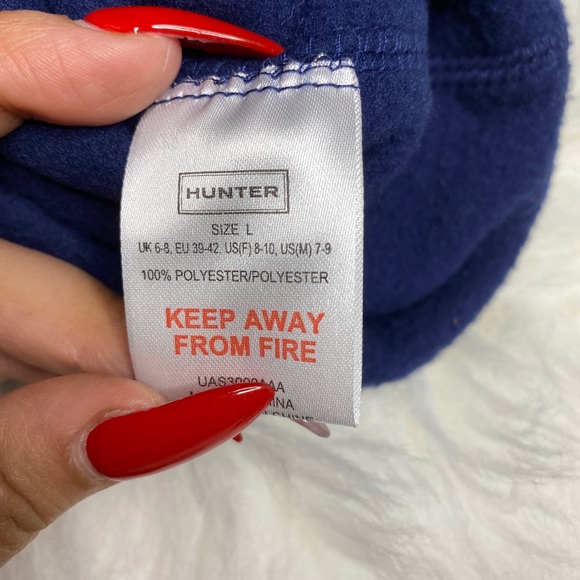 HUNTER
SIZE L
UK 6-8, EU 39-42, US(F) 8-10, US(M) 7-9
100% POLYESTER/POLYESTER
KEEP AWAY
FROM FIRE